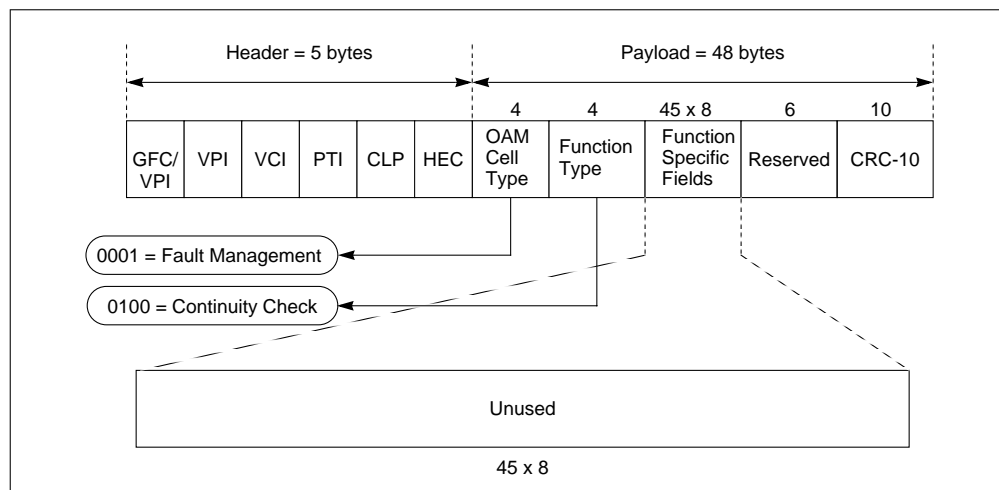 Header = 5 bytes
Payload = 48 bytes
4
4
45 x 8
6
10
GFC/
VPI
VPI
VCI
PTI
CLP
HEC
OAM
Cell
Type
Function
Type
Function
Specific
Fields
Reserved
CRC-10
0001 = Fault Management
0100 = Continuity Check
Unused
45 x 8